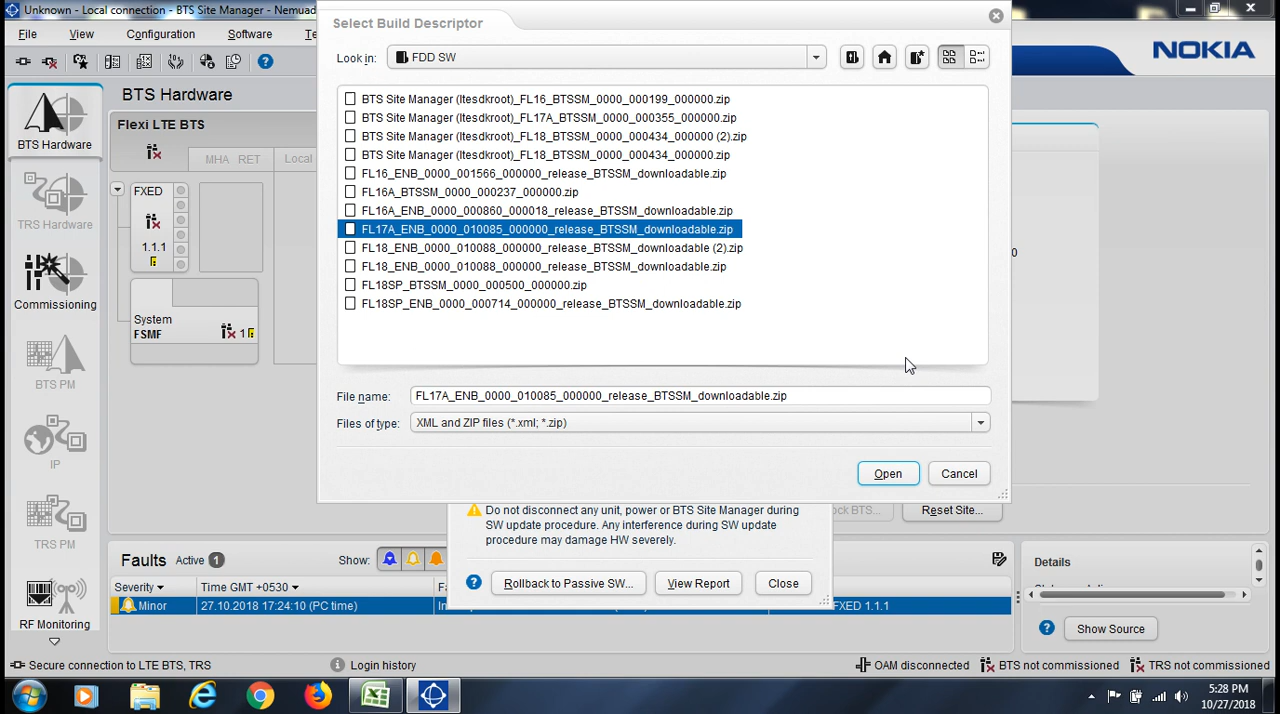 Unknown - Local connection - BTS Site Manager - Nemuad
File View Configuration Software Te
NOKIA
BTS Hardware
TRS Hardware
Commissioning
BTS PM
IP
TRS PM
RF Monitoring
BTS Hardware
Flexi LTE BTS
MHA RET Local
FXED
1.1.1
System
FSMF
1
Select Build Descriptor
Look in: FDD SW
BTS Site Manager (ltesdkroot)_FL16_BTSSM_0000_000199_000000.zip
BTS Site Manager (ltesdkroot)_FL17A_BTSSM_0000_000355_000000.zip
BTS Site Manager (ltesdkroot)_FL18_BTSSM_0000_000434_000000 (2).zip
BTS Site Manager (ltesdkroot)_FL18_BTSSM_0000_000434_000000.zip
FL16_ENB_0000_001566_000000_release_BTSSM_downloadable.zip
FL16A_BTSSM_0000_000237_000000.zip
FL16A_ENB_0000_000860_000018_release_BTSSM_downloadable.zip
FL17A_ENB_0000_010085_000000_release_BTSSM_downloadable.zip
FL18_ENB_0000_010088_000000_release_BTSSM_downloadable (2).zip
FL18_ENB_0000_010088_000000_release_BTSSM_downloadable.zip
FL18SP_BTSSM_0000_000500_000000.zip
FL18SP_ENB_0000_000714_000000_release_BTSSM_downloadable.zip
File name: FL17A_ENB_0000_010085_000000_release_BTSSM_downloadable.zip
Files of type: XML and ZIP files (*.xml; *.zip)
Open Cancel
0
Do not disconnect any unit, power or BTS Site Manager during
SW update procedure. Any interference during SW update
procedure may damage HW severely.
Rollback to Passive SW... View Report Close
ock BTS... Reset Site...
Faults Active 1 Show:
Severity Time GMT +0530 Fa
Minor 27.10.2018 17:24:10 (PC time) FXED 1.1.1
Details
Show Source
Secure connection to LTE BTS, TRS Login history OAM disconnected BTS not commissioned TRS not commissioned
5:28 PM
10/27/2018